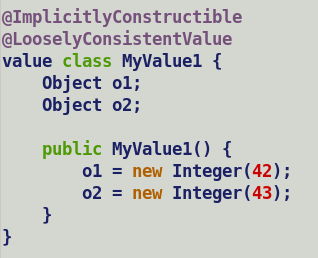 @ImplicitlyConstructible
@LooselyConsistentValue
value class MyValue1 {
    Object o1;
    Object o2;

    public MyValue1() {
        o1 = new Integer(42);
        o2 = new Integer(43);
    }
}